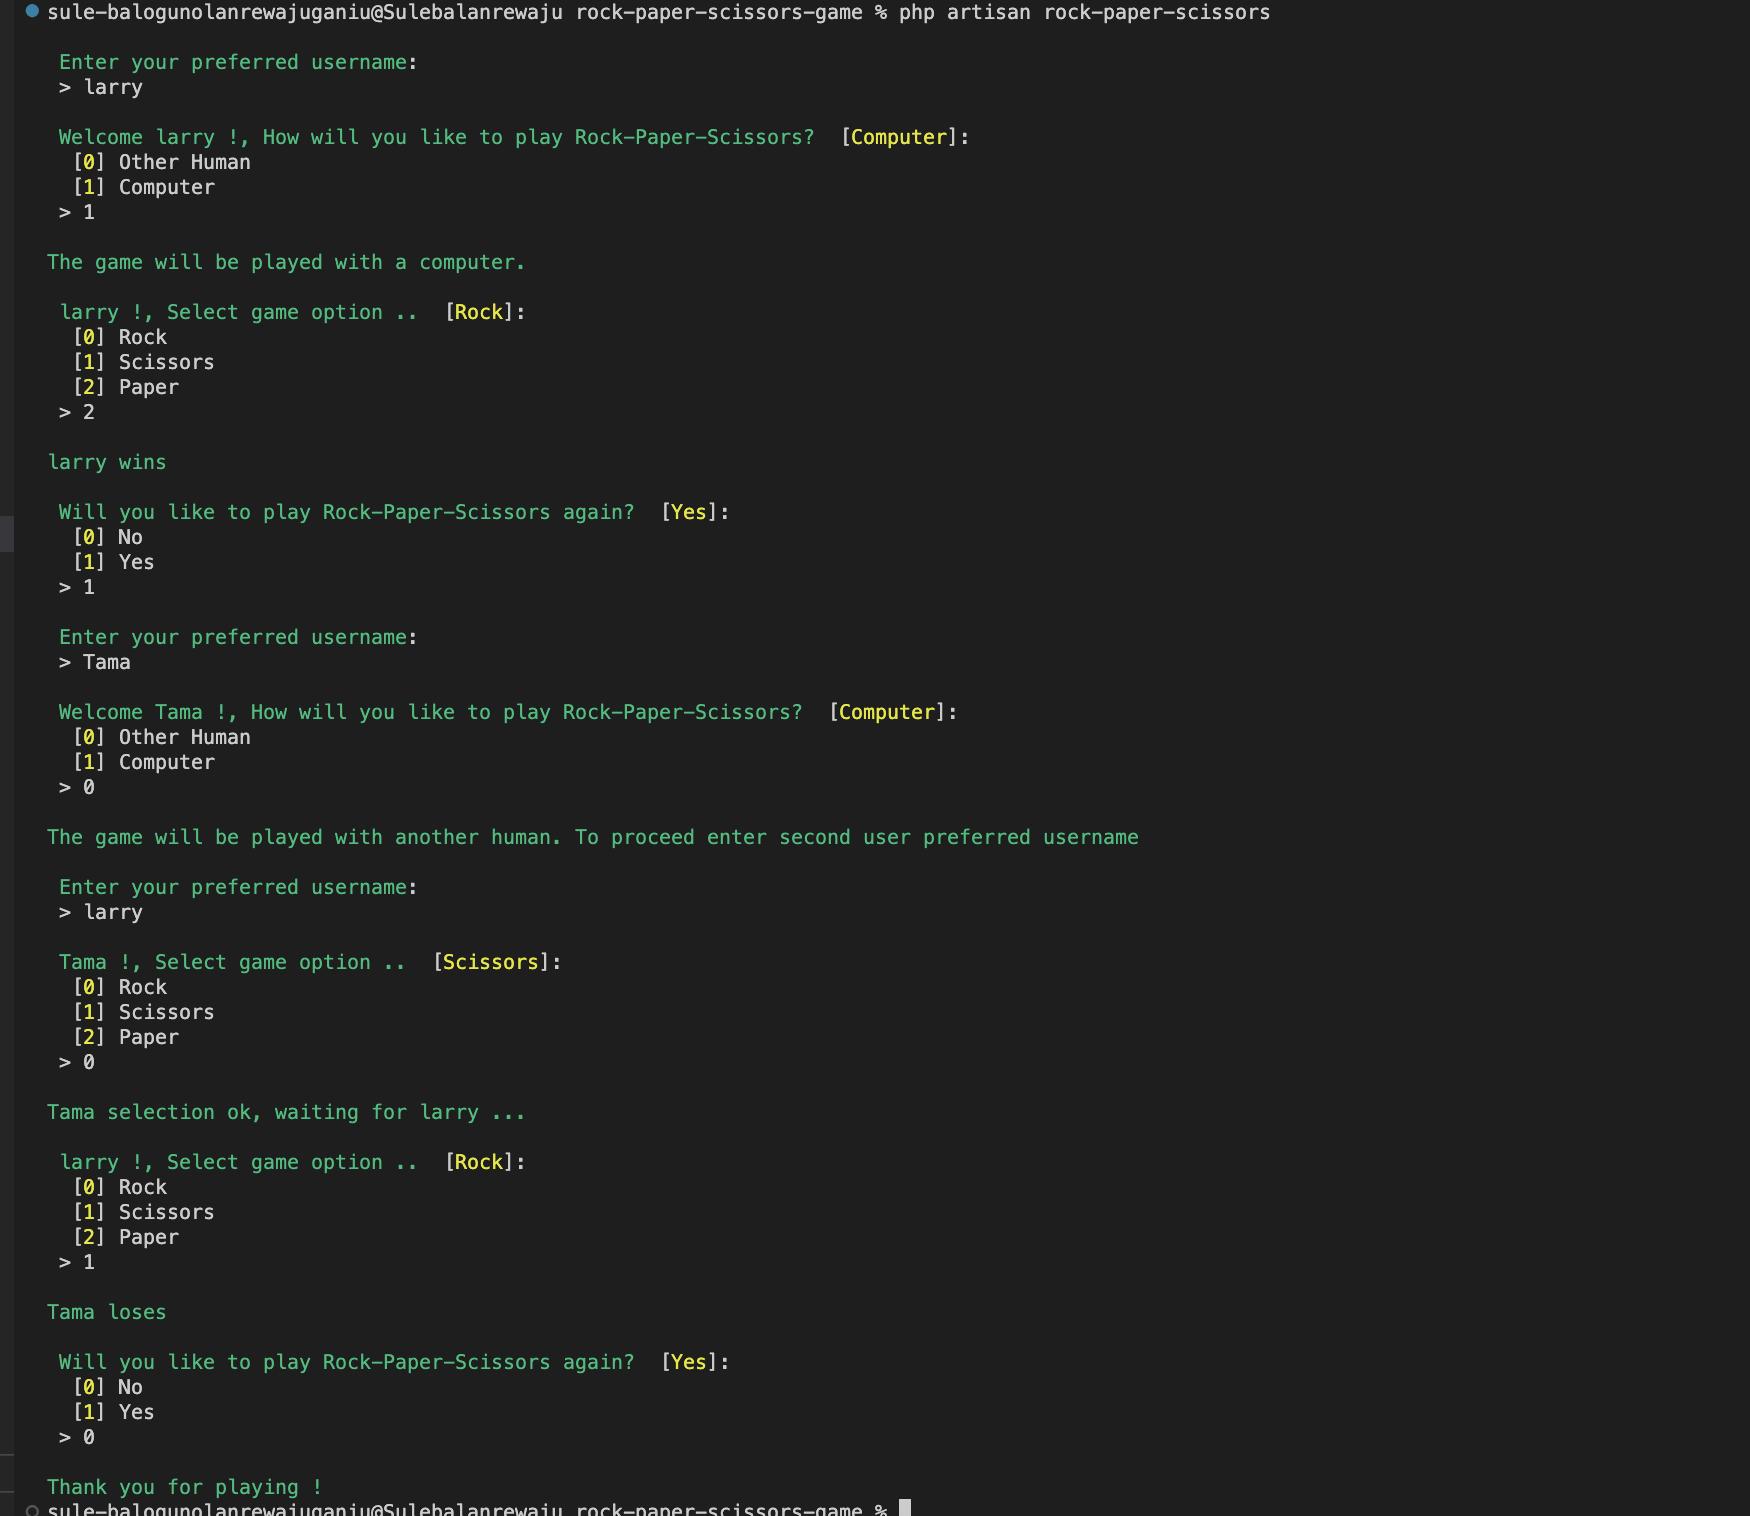 sule-balogunolanrewajuganiu@Sulebalanrewaju rock-paper-scissors-game % php artisan rock-paper-scissors
Enter your preferred username:
> larry
Welcome larry !, How will you like to play Rock-Paper-Scissors? [Computer]:
[0] Other Human
[1] Computer
> 1
The game will be played with a computer.
larry !, Select game option .. [Rock]:
[0] Rock
[1] Scissors
[2] Paper
> 2
larry wins
Will you like to play Rock-Paper-Scissors again? [Yes]:
[0] No
[1] Yes
> 1
Enter your preferred username:
> Tama
Welcome Tama !, How will you like to play Rock-Paper-Scissors? [Computer]:
[0] Other Human
[1] Computer
> 0
The game will be played with another human. To proceed enter second user preferred username
Enter your preferred username:
> larry
Tama !, Select game option .. [Scissors]:
[0] Rock
[1] Scissors
[2] Paper
> 0
Tama selection ok, waiting for larry ...
larry !, Select game option .. [Rock]:
[0] Rock
[1] Scissors
[2] Paper
> 1
Tama loses
Will you like to play Rock-Paper-Scissors again? [Yes]:
[0] No
[1] Yes
> 0
Thank you for playing !
sule-balogunolanrewajuganiu@Sulebalanrewaju rock-paper-scissors-game %